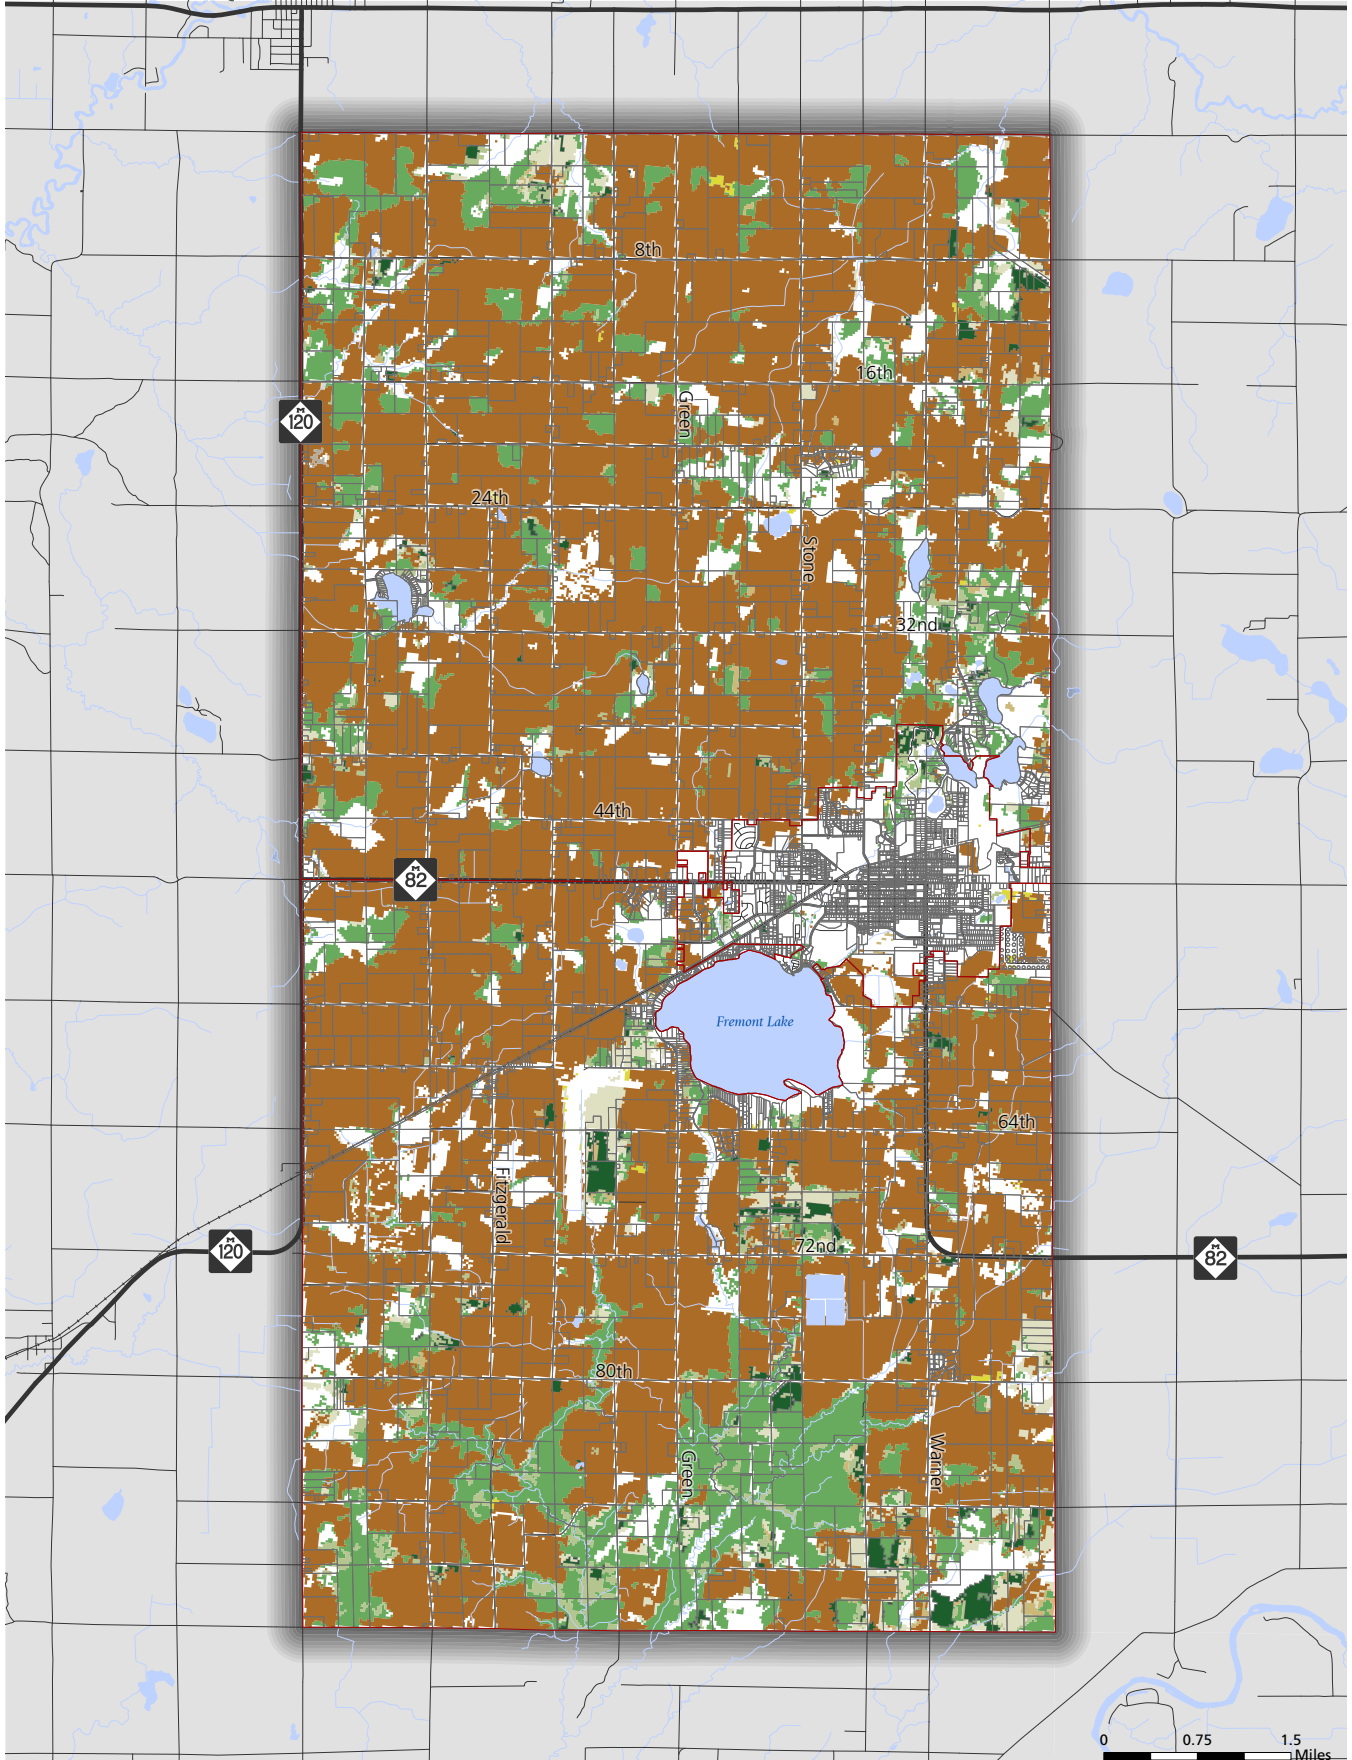 8th
16th
Green
M
120
24th
Stone
32nd
44th
M
82
Fremont Lake
64th
Fitzgerald
72nd
M
120
M
82
80th
Warner
Green
0 0.75 1.5
Miles